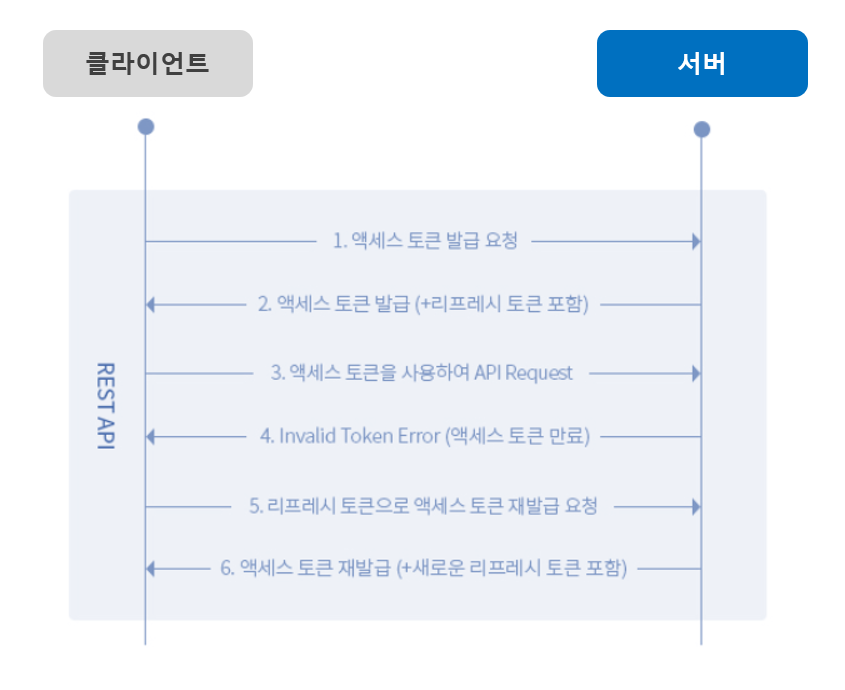 클라이언트
서버
1. 액세스 토큰 발급 요청
2. 액세스 토큰 발급 (+리프레시 토큰 포함)
3. 액세스 토큰을 사용하여 API Request
REST API
4. Invalid Token Error (액세스 토큰 만료)
5. 리프레시 토큰으로 액세스 토큰 재발급 요청
6. 액세스 토큰 재발급 (+새로운 리프레시 토큰 포함)